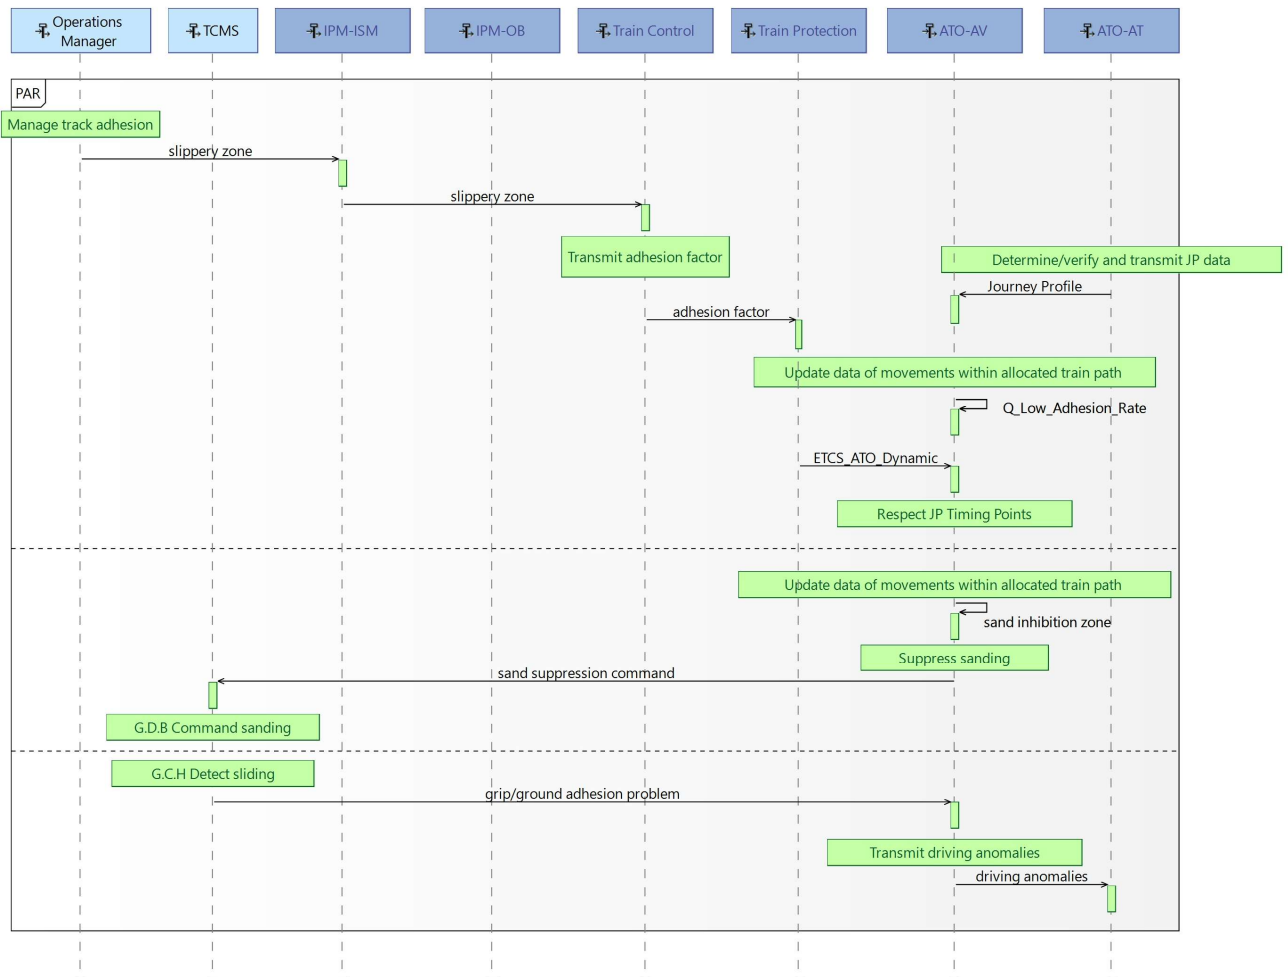 Operations
Manager
TCMS
IPM-ISM
IPM-OB
Train Control
Train Protection
ATO-AV
ATO-AT
PAR
Manage track adhesion
slippery zone
slippery zone
Transmit adhesion factor
Determine/verify and transmit JP data
Journey Profile
adhesion factor
Update data of movements within allocated train path
Q_Low_Adhesion_Rate
ETCS_ATO_Dynamic
Respect JP Timing Points
Update data of movements within allocated train path
sand inhibition zone
Suppress sanding
sand suppression command
G.D.B Command sanding
G.C.H Detect sliding
grip/ground adhesion problem
Transmit driving anomalies
driving anomalies